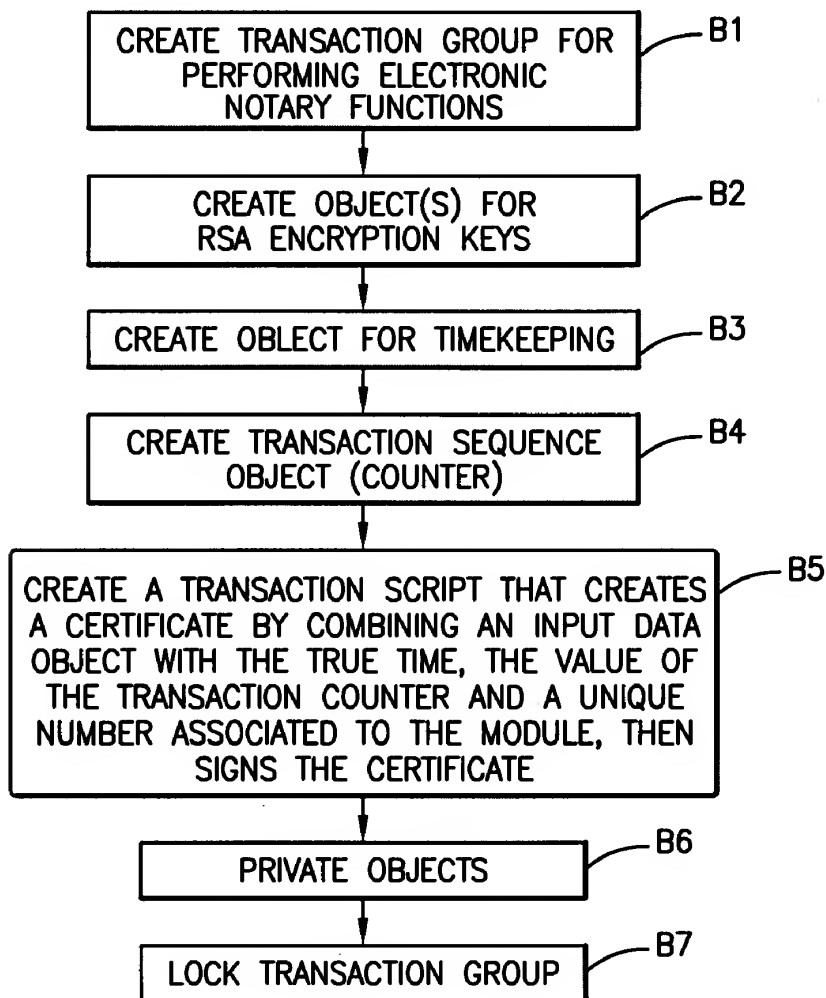 CREATE TRANSACTION GROUP FOR
PERFORMING ELECTRONIC
NOTARY FUNCTIONS
B1
CREATE OBJECT(S) FOR
RSA ENCRYPTION KEYS
B2
CREATE OBLECT FOR TIMEKEEPING
B3
CREATE TRANSACTION SEQUENCE
OBJECT (COUNTER)
B4
CREATE A TRANSACTION SCRIPT THAT CREATES
A CERTIFICATE BY COMBINING AN INPUT DATA
OBJECT WITH THE TRUE TIME, THE VALUE OF
THE TRANSACTION COUNTER AND A UNIQUE
NUMBER ASSOCIATED TO THE MODULE, THEN
SIGNS THE CERTIFICATE
B5
PRIVATE OBJECTS
B6
LOCK TRANSACTION GROUP
B7